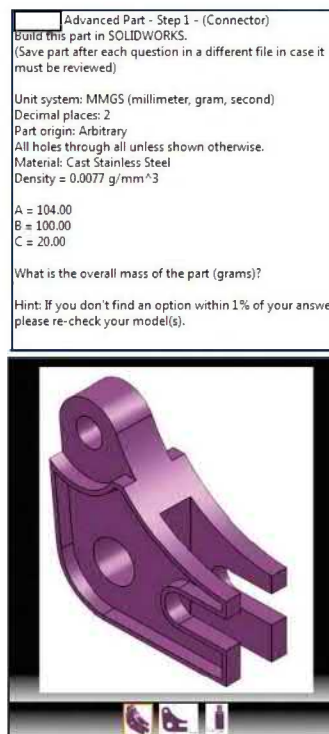 Advanced Part - Step 1 - (Connector)
Build this part in SOLIDWORKS.
(Save part after each question in a different file in case it
must be reviewed)
Unit system: MMGS (millimeter, gram, second)
Decimal places: 2
Part origin: Arbitrary
All holes through all unless shown otherwise.
Material: Cast Stainless Steel
Density = 0.0077 g/mm^3
A = 104.00
B = 100.00
C = 20.00
What is the overall mass of the part (grams)?
Hint: If you don't find an option within 1% of your answe
please re-check your model(s).